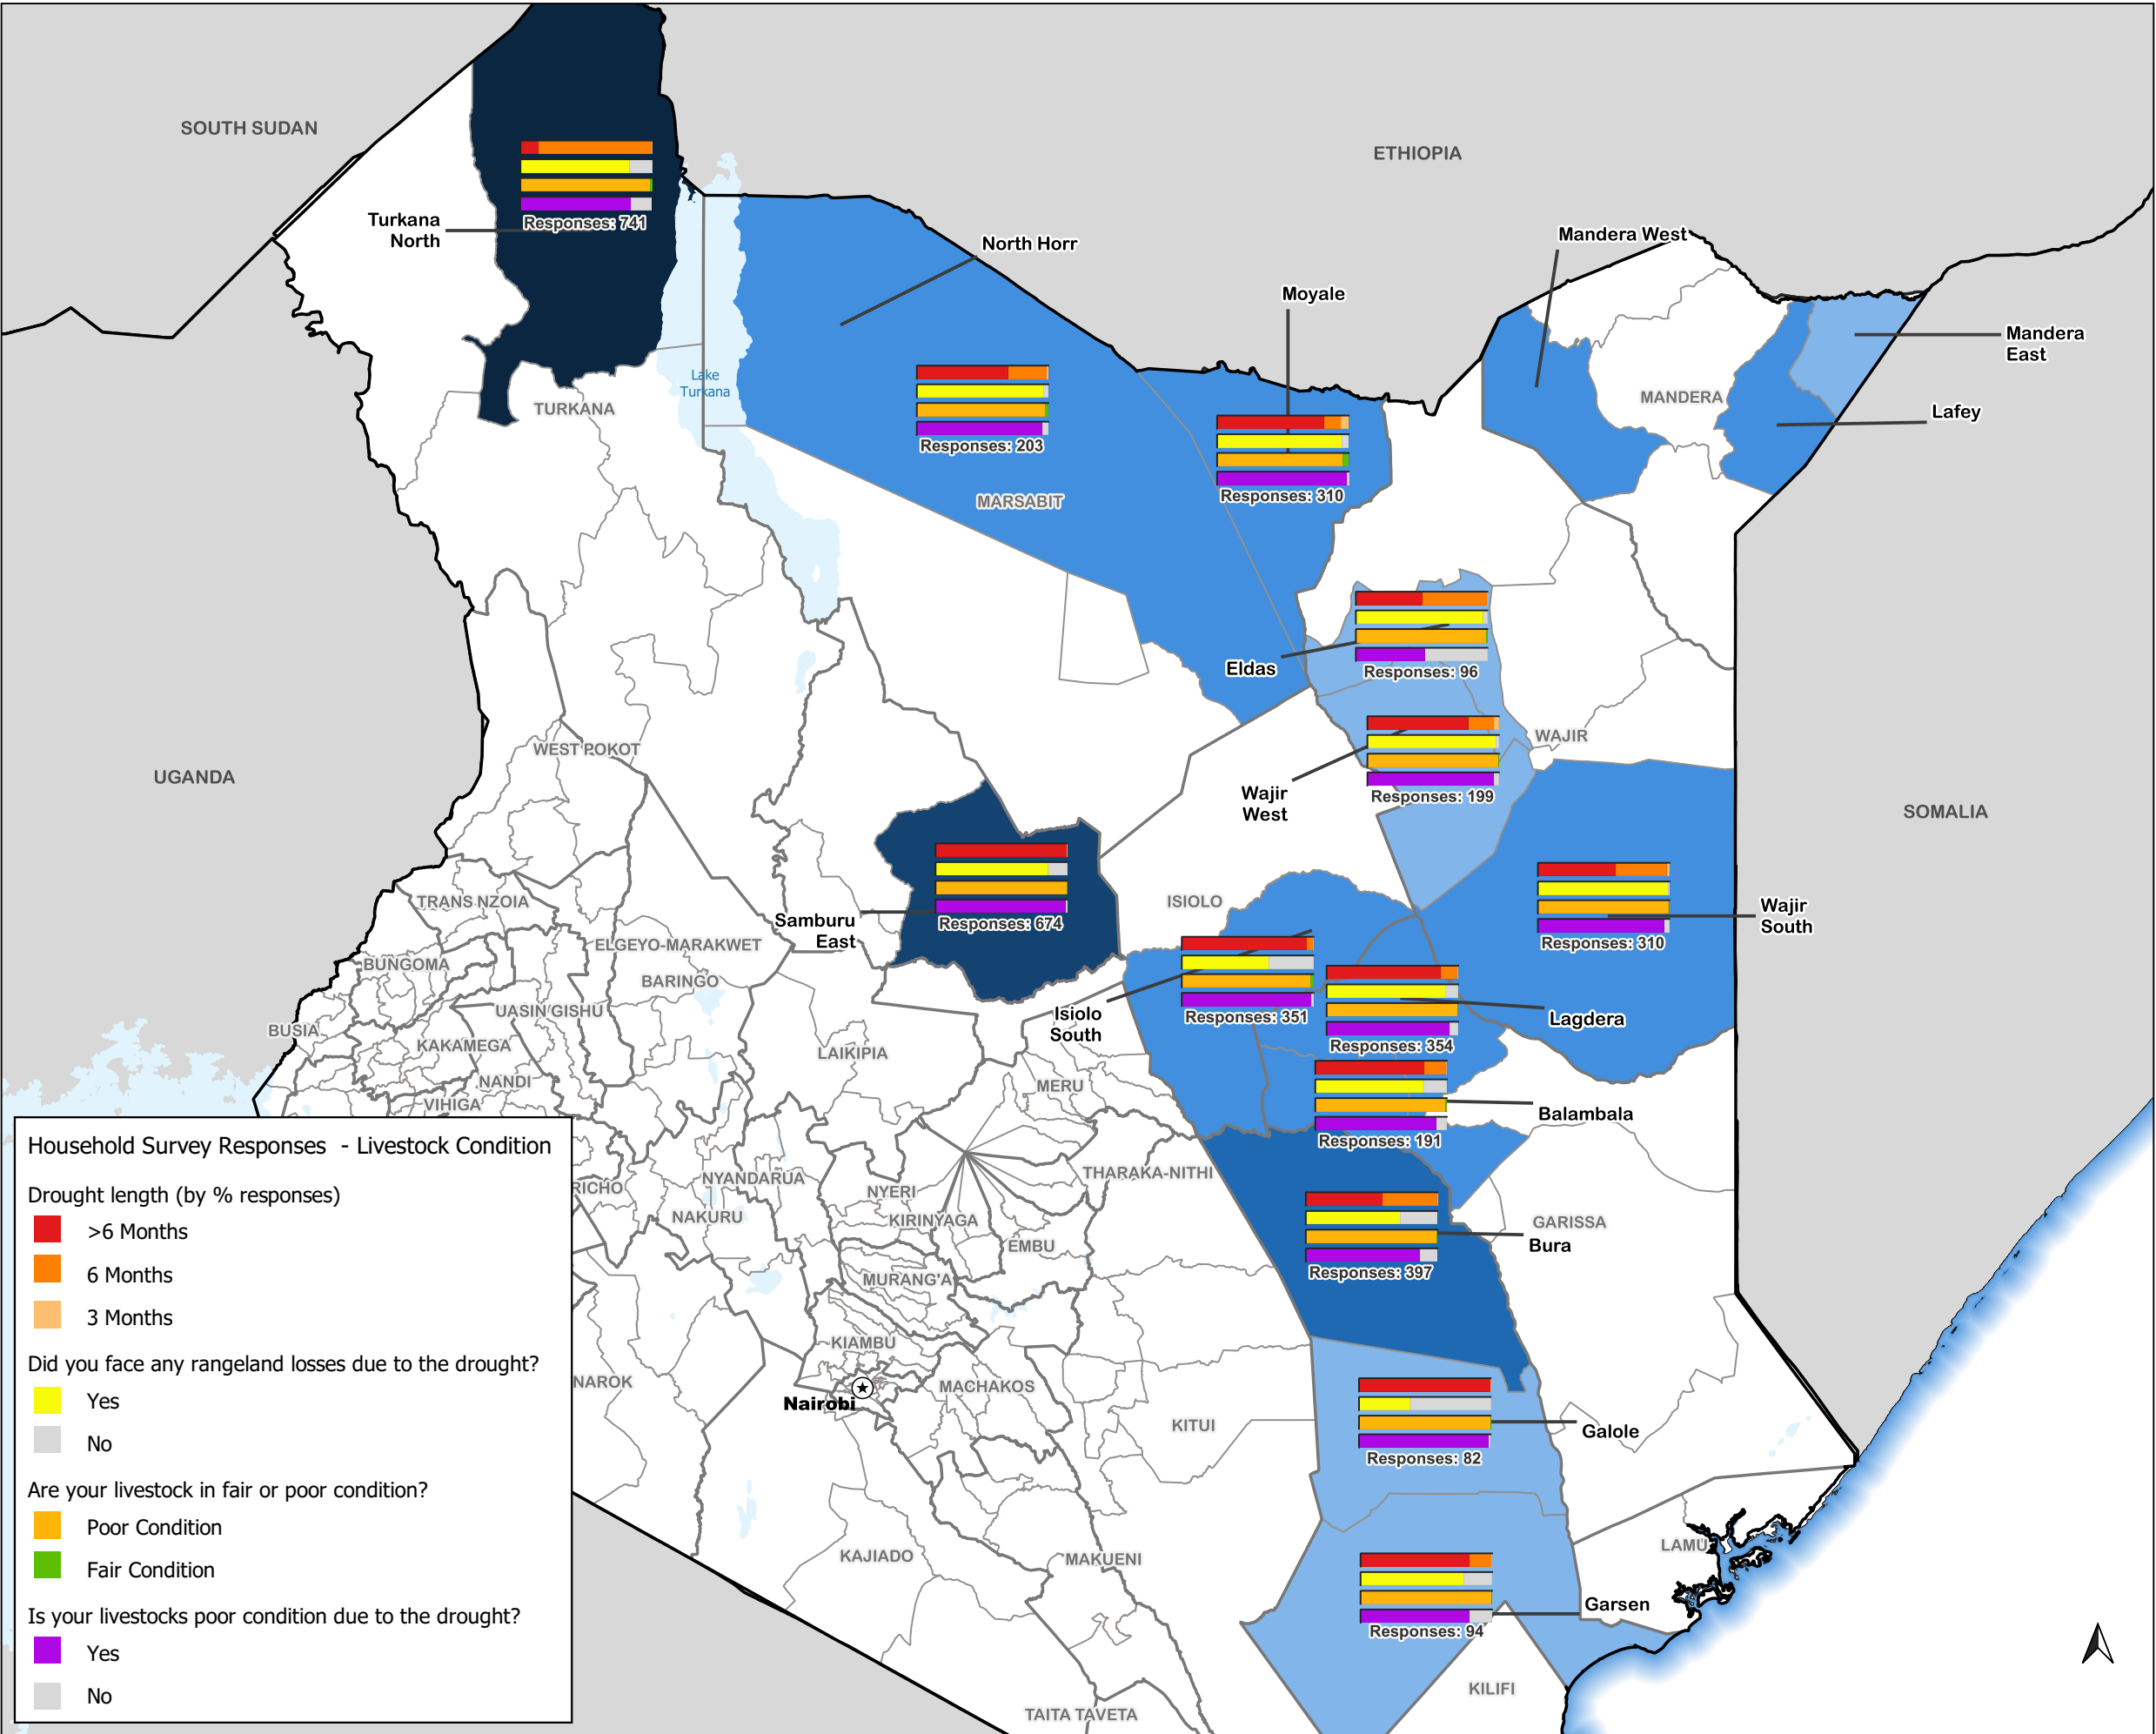 SOUTH SUDAN
ETHIOPIA
Turkana
North
Responses: 741
North Horr
Mandera West
Moyale
Mandera
East
Lake
Turkana
TURKANA
MANDERA
Lafey
Responses: 203
MARSABIT
Responses: 310
Eldas
Responses: 96
WEST POKOT
WAJIR
UGANDA
Wajir
West
Responses: 199
SOMALIA
TRANS NZOIA
ISIOLO
Samburu
East
Responses: 674
Wajir
South
Responses: 310
ELGEYO-MARAKWET
BUNGOMA
BARINGO
UASIN GISHU
Isiolo
South
Responses: 351
Lagdera
BUSIA
KAKAMEGA
LAIKIPIA
Responses: 354
NANDI
MERU
VIHIGA
Balambala
Responses: 191
THARAKA-NITHI
RICHO
NYANDARUA
NYERI
NAKURU
KIRINYAGA
GARISSA
EMBU
Bura
MURANG'A
Responses: 397
KIAMBU
NAROK
MACHAKOS
Nairobi
KITUI
Galole
Responses: 82
LAMU
KAJIADO
MAKUENI
Garsen
Responses: 94
KILIFI
TAITA TAVETA
Household Survey Responses - Livestock Condition
Drought length (by % responses)
>6 Months
6 Months
3 Months
Did you face any rangeland losses due to the drought?
Yes
No
Are your livestock in fair or poor condition?
Poor Condition
Fair Condition
Is your livestocks poor condition due to the drought?
Yes
No